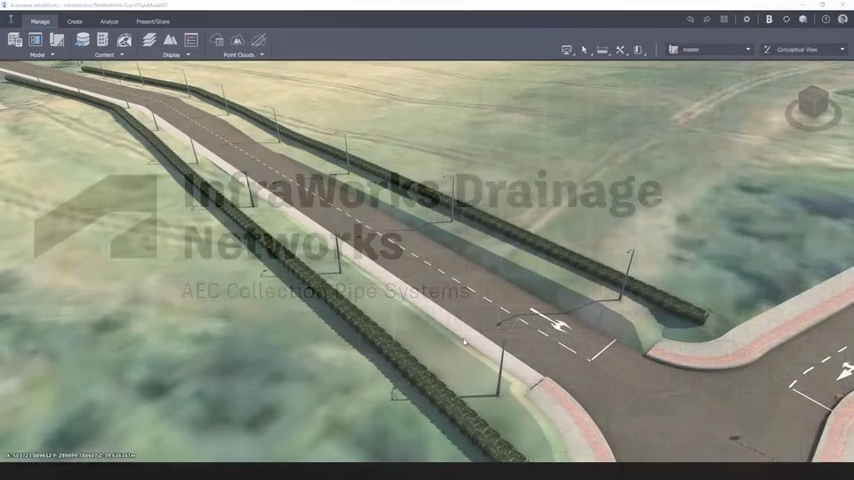 Manage
Create
Analyze
Present/Share
Model
Content
Display
Point Clouds
master
Conceptual View
InfraWorks Drainage
Networks
AEC Collection Pipe Systems